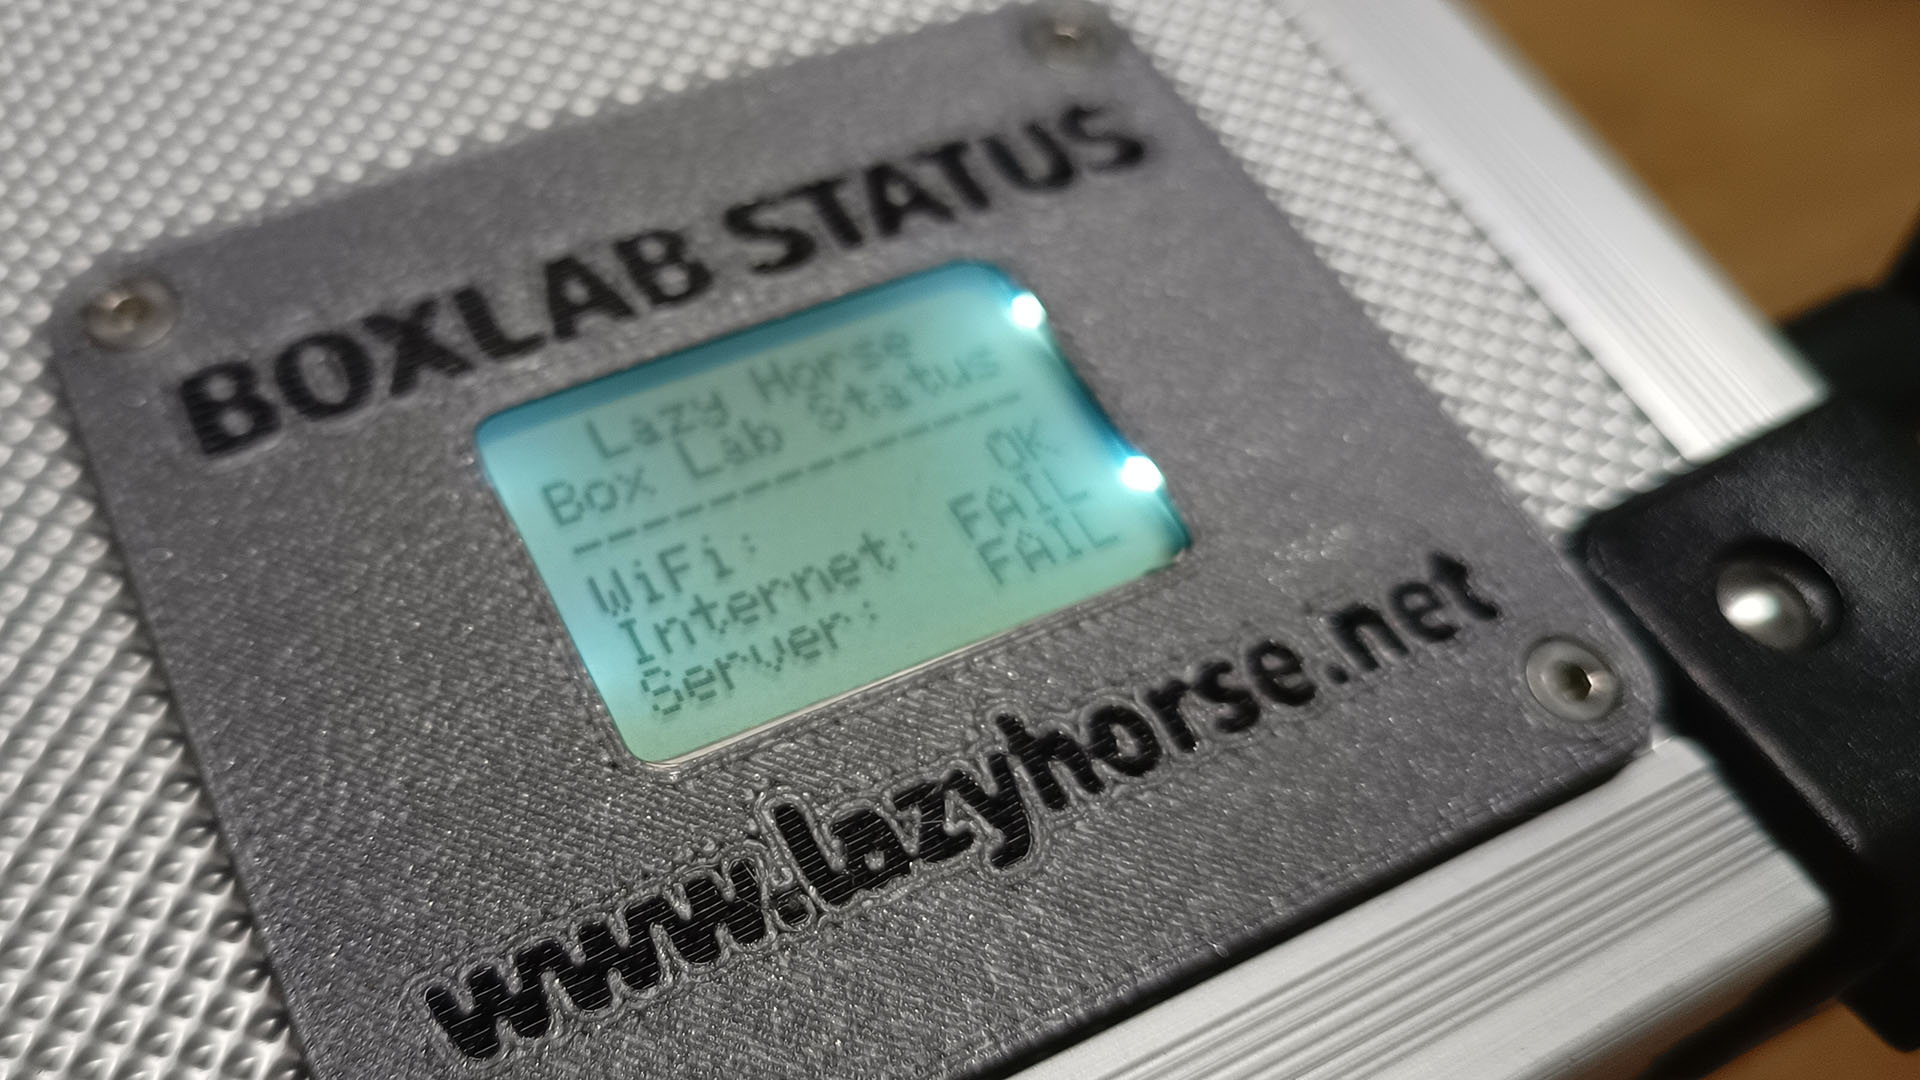 BOXLAB STATUS
Lazy Horse
Box Lab Status
--------------
WiFi: OK
Internet: FAIL
Server: FAIL
www.lazyhorse.net